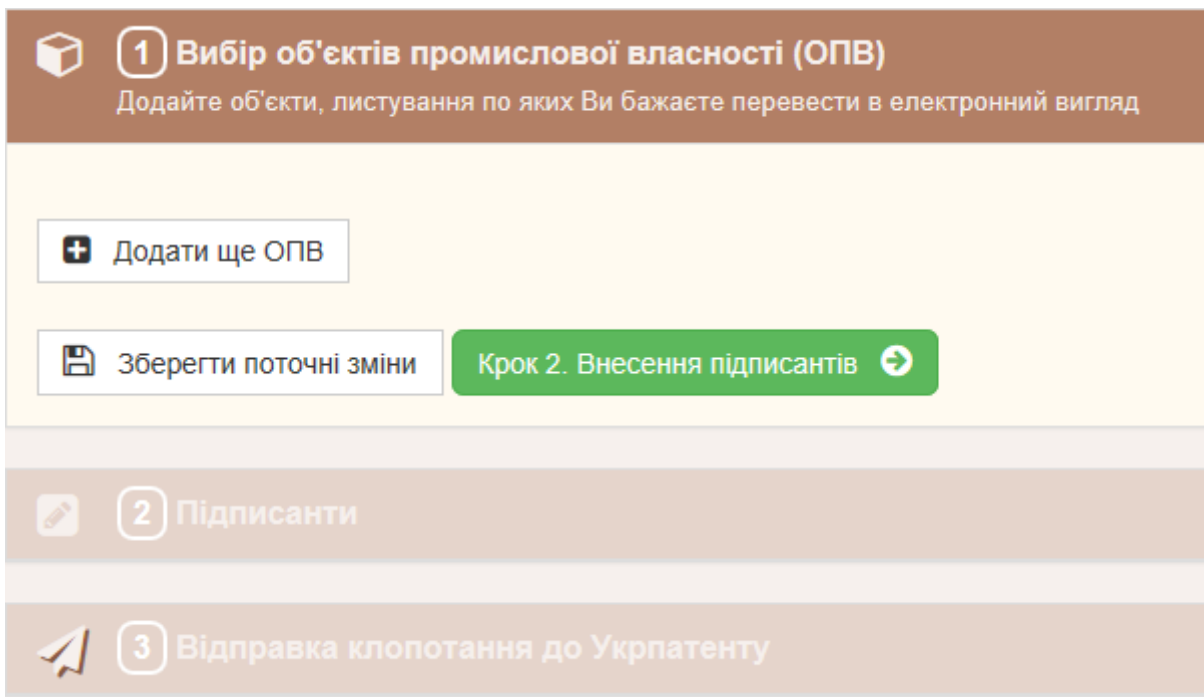 1 Вибір об'єктів промислової власності (ОПВ)
Додайте об'єкти, листування по яких Ви бажаєте перевести в електронний вигляд
Додати ще ОПВ
Зберегти поточні зміни
Крок 2. Внесення підписантів
2 Підписанти
3 Відправка клопотання до Укрпатенту